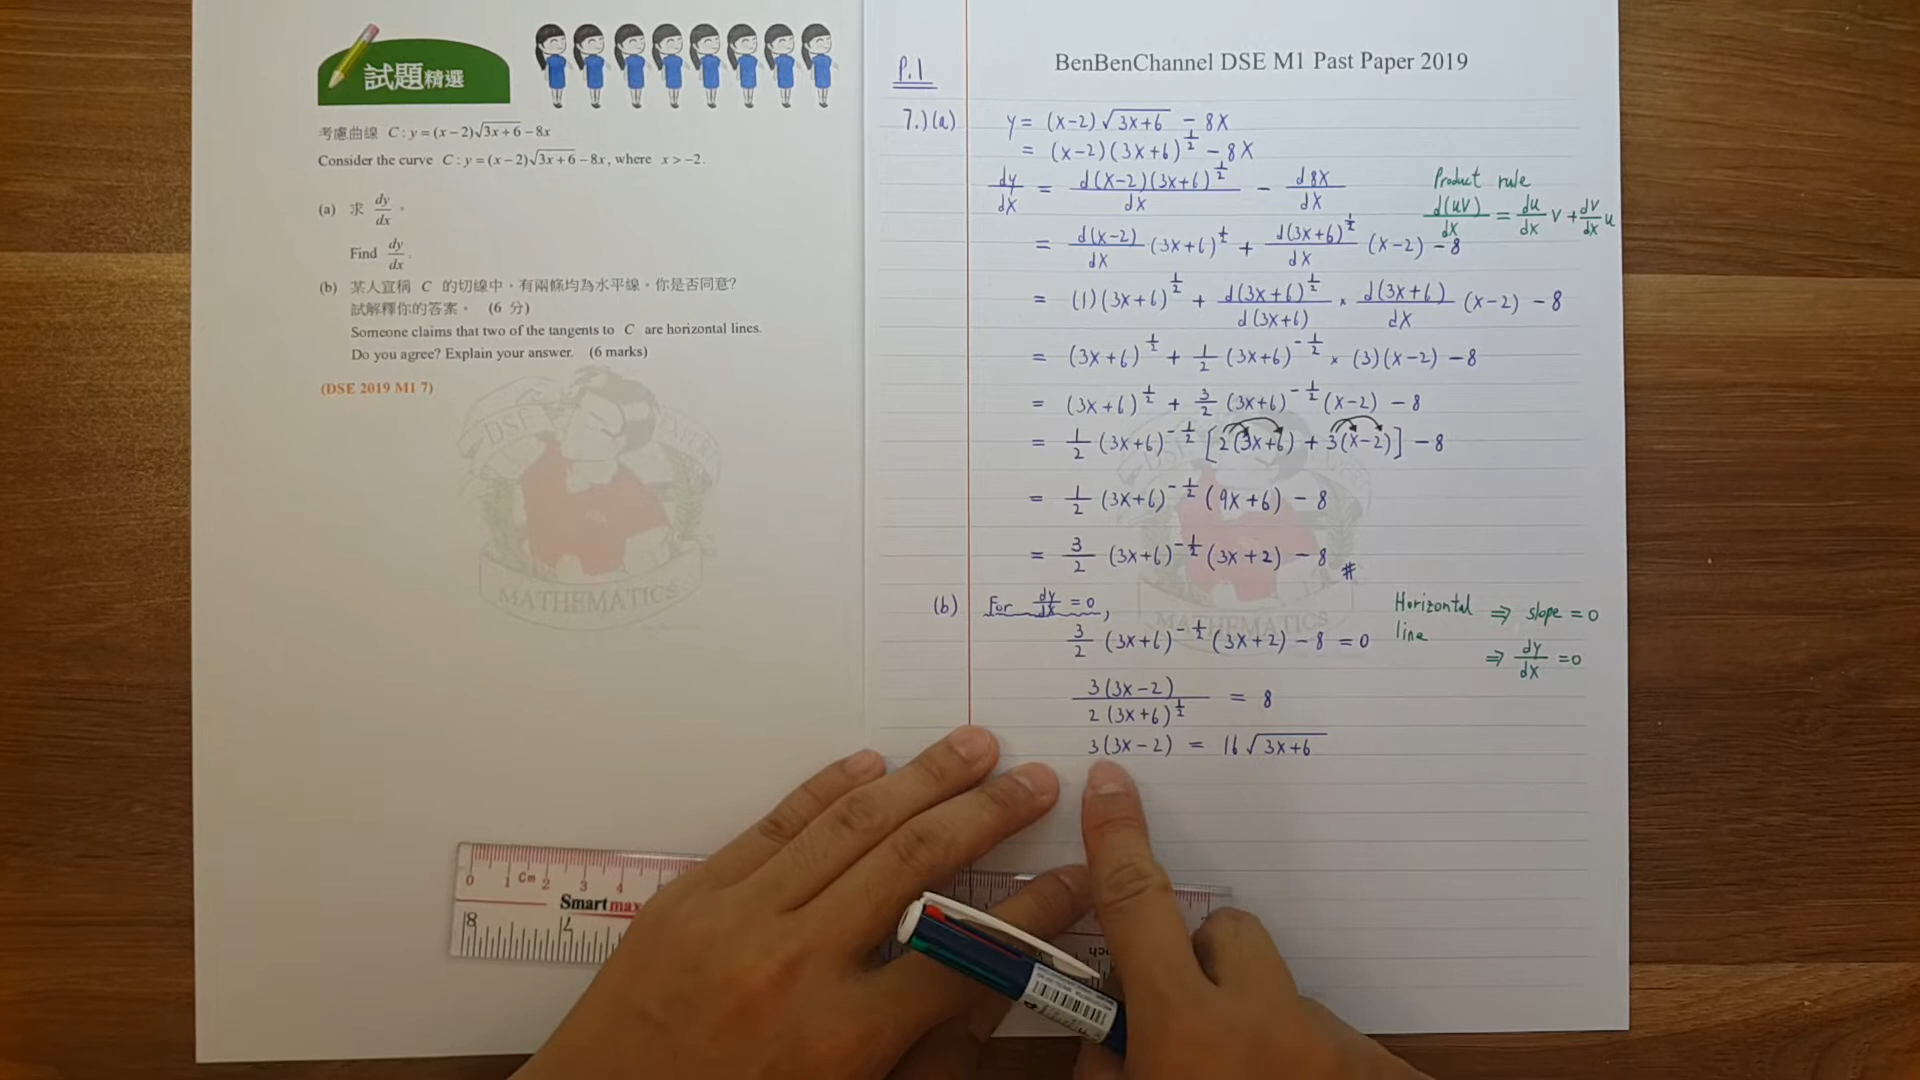 試題精選
考慮曲線 C : y = (x − 2)√(3x + 6) − 8x
Consider the curve C : y = (x − 2)√(3x + 6) − 8x , where x > −2.
(a) 求 dy/dx 。
Find dy/dx .
(b) 某人宣稱 C 的切線中,有兩條均為水平線。你是否同意?
試解釋你的答案。 (6 分)
Someone claims that two of the tangents to C are horizontal lines.
Do you agree? Explain your answer. (6 marks)
(DSE 2019 M1 7)
DSE
MATHEMATICS
0 1 Cm 2 3 4
Smartmax
8 7
BenBenChannel DSE M1 Past Paper 2019
P.1
7.)(a) y = (x-2)√(3x+6) - 8x
= (x-2)(3x+6)^(1/2) - 8x
dy/dx = d(x-2)(3x+6)^(1/2)/dx - d8x/dx
Product rule
d(uv)/dx = du/dx v + dv/dx u
= d(x-2)/dx (3x+6)^(1/2) + d(3x+6)^(1/2)/dx (x-2) - 8
= (1)(3x+6)^(1/2) + d(3x+6)^(1/2)/d(3x+6) × d(3x+6)/dx (x-2) - 8
= (3x+6)^(1/2) + 1/2 (3x+6)^(-1/2) × (3)(x-2) - 8
= (3x+6)^(1/2) + 3/2 (3x+6)^(-1/2) (x-2) - 8
= 1/2 (3x+6)^(-1/2) [2(3x+6) + 3(x-2)] - 8
= 1/2 (3x+6)^(-1/2) (9x+6) - 8
= 3/2 (3x+6)^(-1/2) (3x+2) - 8 #
(b) For dy/dx = 0,
3/2 (3x+6)^(-1/2) (3x+2) - 8 = 0
Horizontal line ⇒ slope = 0
⇒ dy/dx = 0
3(3x-2)/2(3x+6)^(1/2) = 8
3(3x-2) = 16√(3x+6)
MATHEMATICS